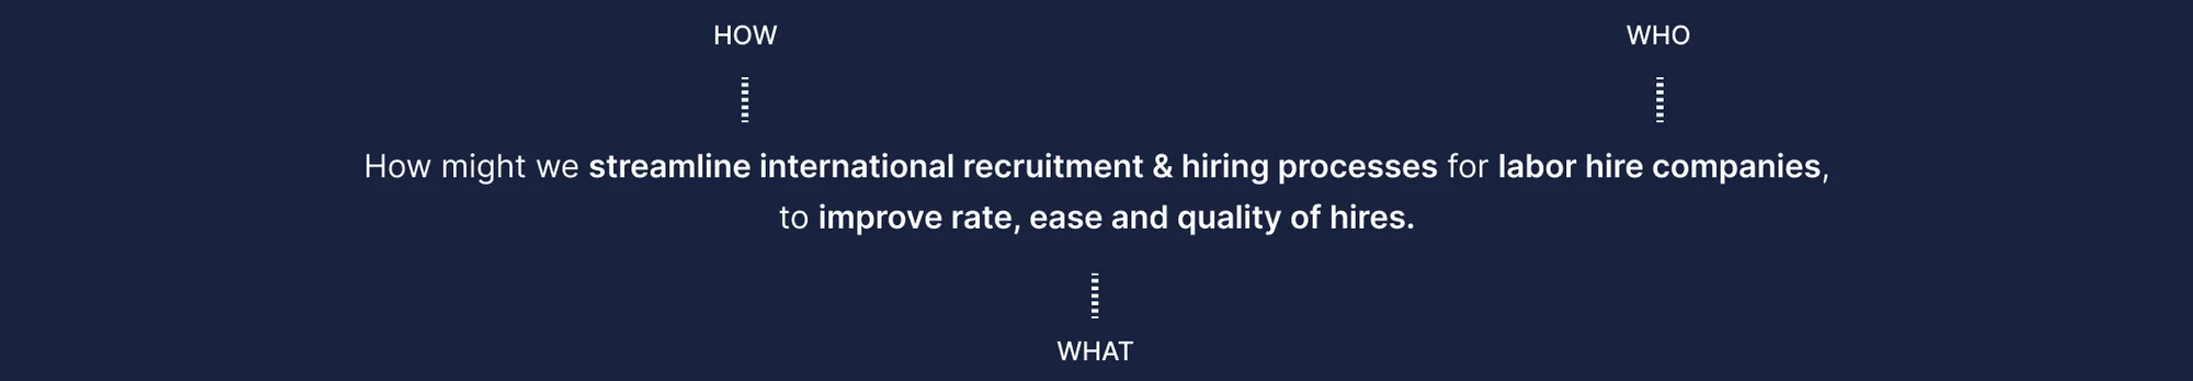 HOW
WHO
How might we streamline international recruitment & hiring processes for labor hire companies,
to improve rate, ease and quality of hires.
WHAT